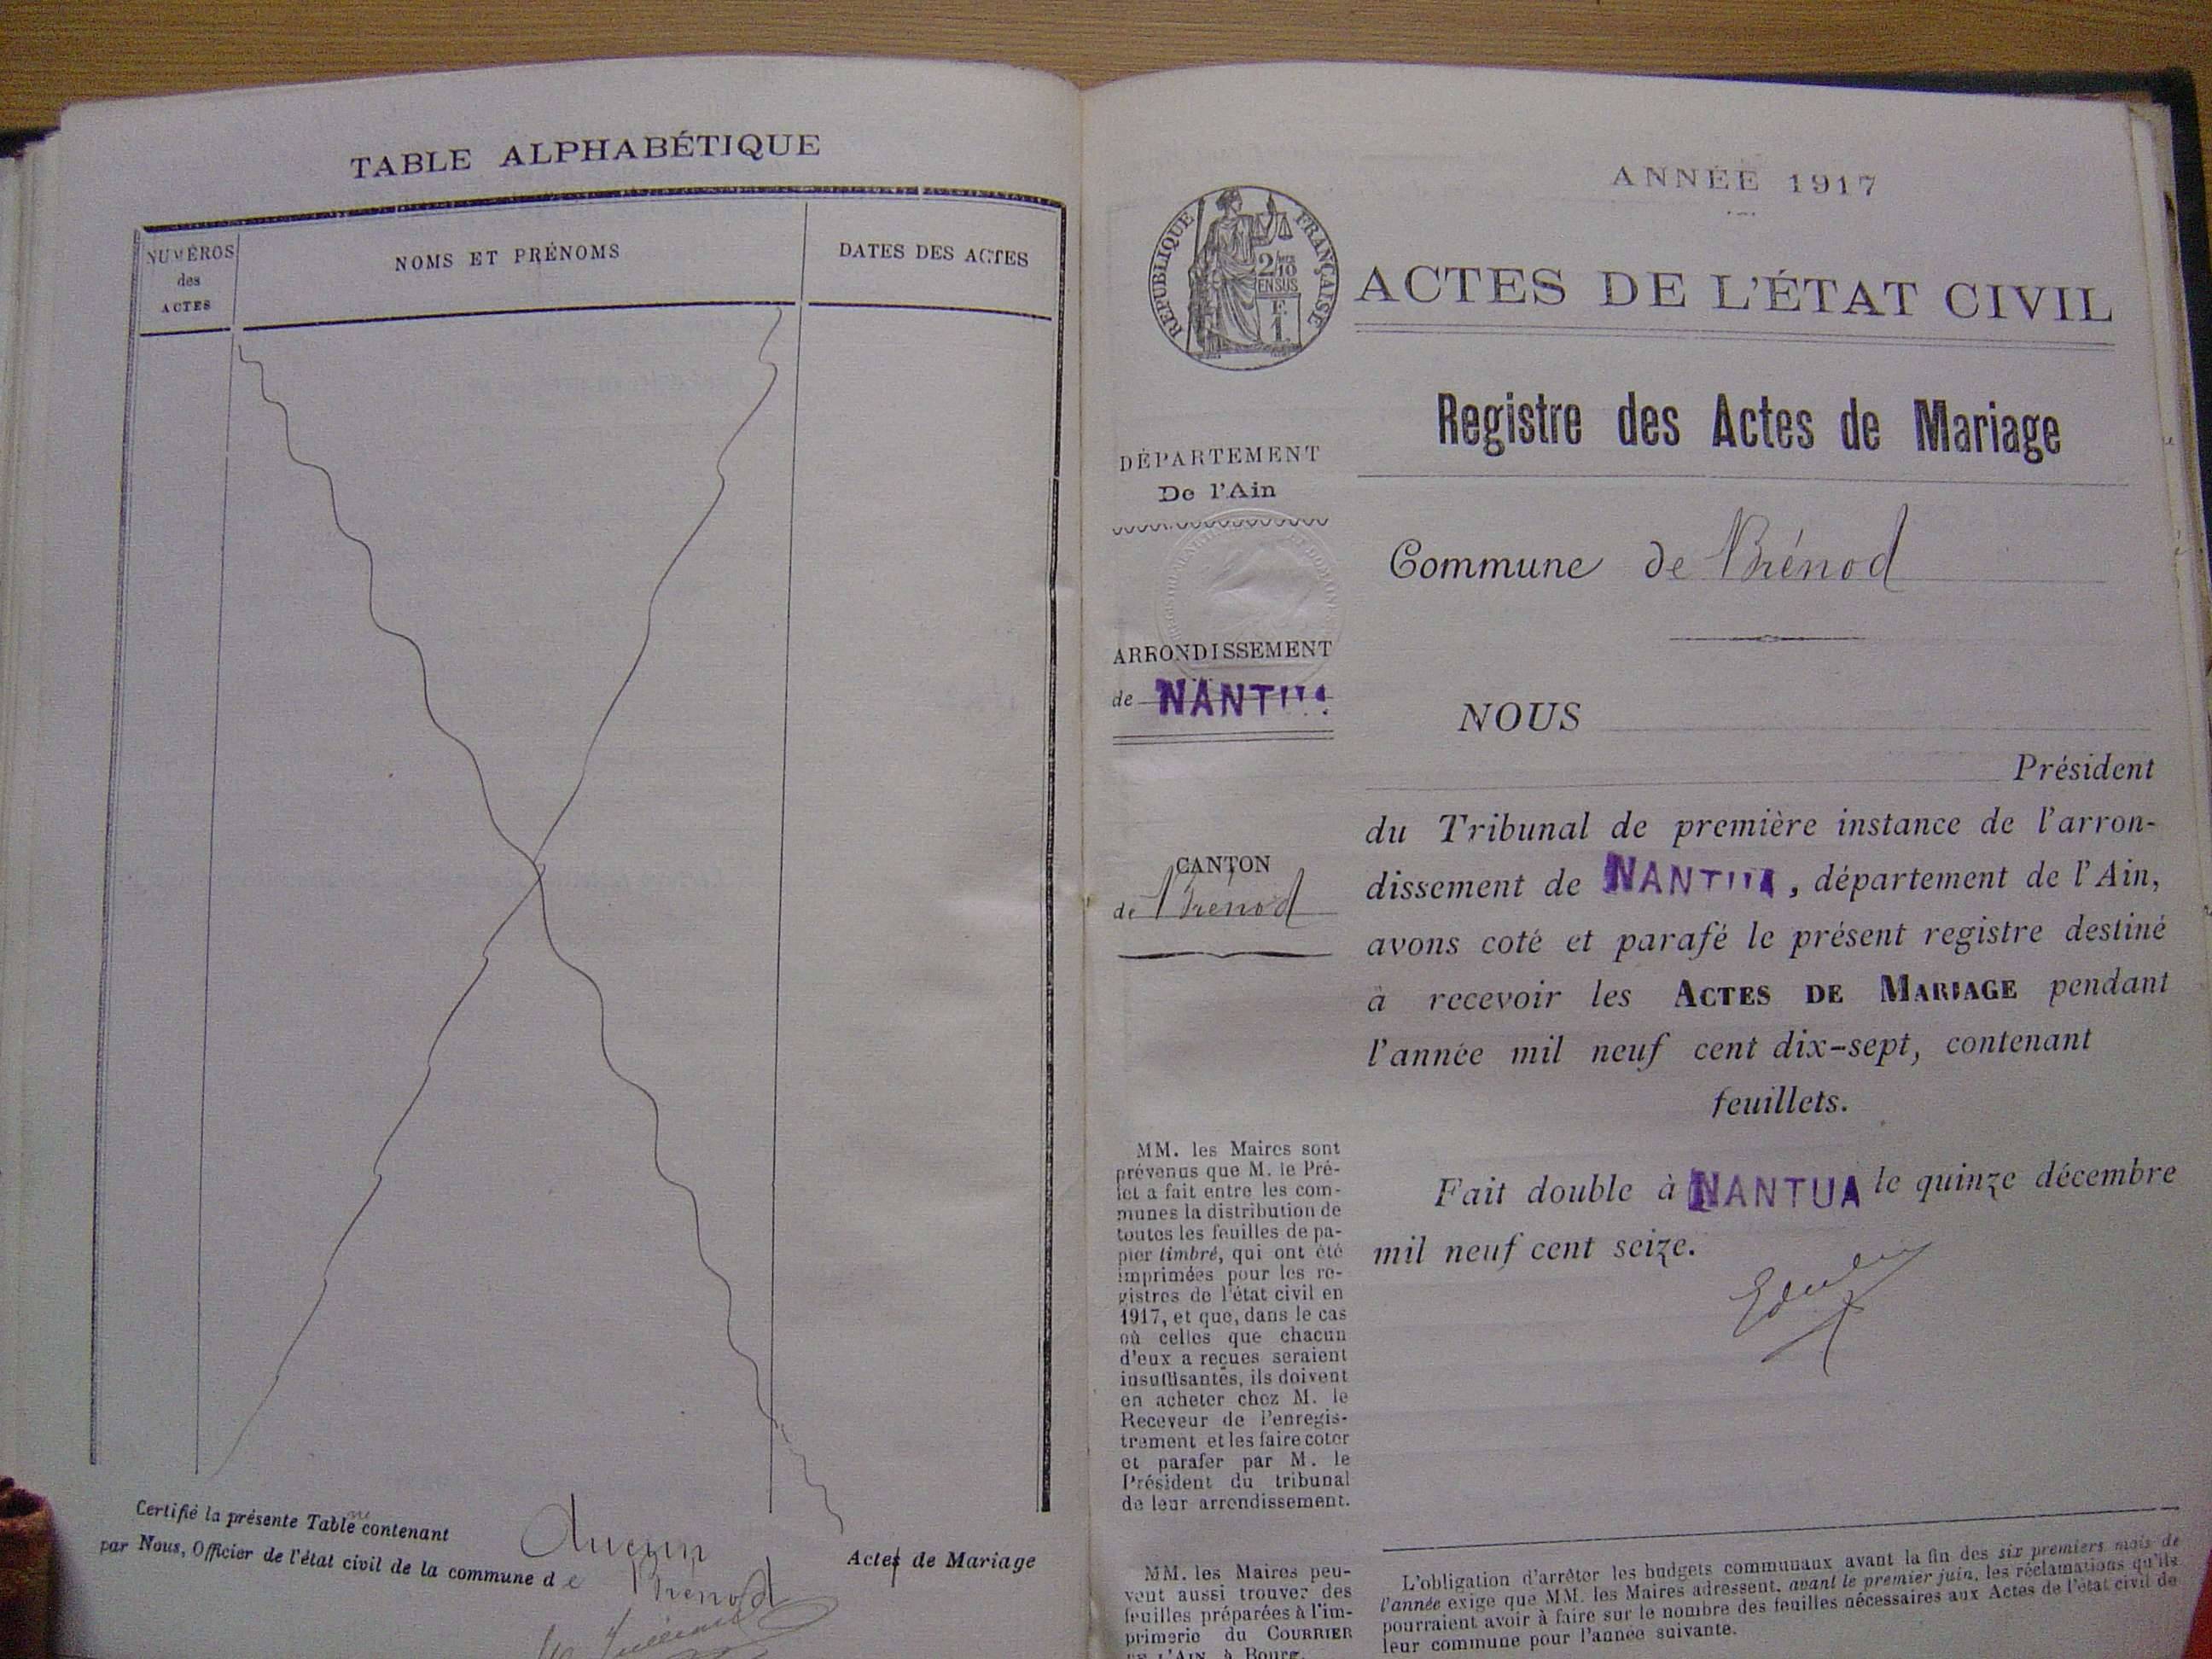 TABLE ALPHABÉTIQUE
NUMÉROS
des
ACTES
NOMS ET PRÉNOMS
DATES DES ACTES
Certifié la présente Table contenant Aucun Actes de Mariage
par Nous, Officier de l'état civil de la commune de Brénod
ANNÉE 1917
RÉPUBLIQUE FRANÇAISE
2/10
EN SUS
F
1
ACTES DE L'ÉTAT CIVIL
Registre des Actes de Mariage
DÉPARTEMENT
De l'Ain
Commune de Brénod
ARRONDISSEMENT
de NANTUA
NOUS
Président
du Tribunal de première instance de l'arron-
dissement de NANTUA, département de l'Ain,
avons coté et parafé le présent registre destiné
à recevoir les ACTES DE MARIAGE pendant
l'année mil neuf cent dix-sept, contenant
feuillets.
CANTON
de Brénod
Fait double à NANTUA le quinze décembre
mil neuf cent seize.
MM. les Maires sont
prévenus que M. le Pré-
fet a fait entre les com-
munes la distribution de
toutes les feuilles de pa-
pier timbré, qui ont été
imprimées pour les re-
gistres de l'état civil en
1917, et que, dans le cas
où celles que chacun
d'eux a reçues seraient
insuffisantes, ils doivent
en acheter chez M. le
Receveur de l'enregis-
trement et les faire coter
et parafer par M. le
Président du tribunal
de leur arrondissement.
MM. les Maires peu-
vent aussi trouver des
feuilles préparées à l'im-
primerie du COURRIER
DE L'AIN, à Bourg.
L'obligation d'arrêter les budgets communaux avant la fin des six premiers mois de
l'année exige que MM. les Maires adressent, avant le premier juin, les réclamations qu'ils
pourraient avoir à faire sur le nombre des feuilles nécessaires aux Actes de l'état civil de
leur commune pour l'année suivante.